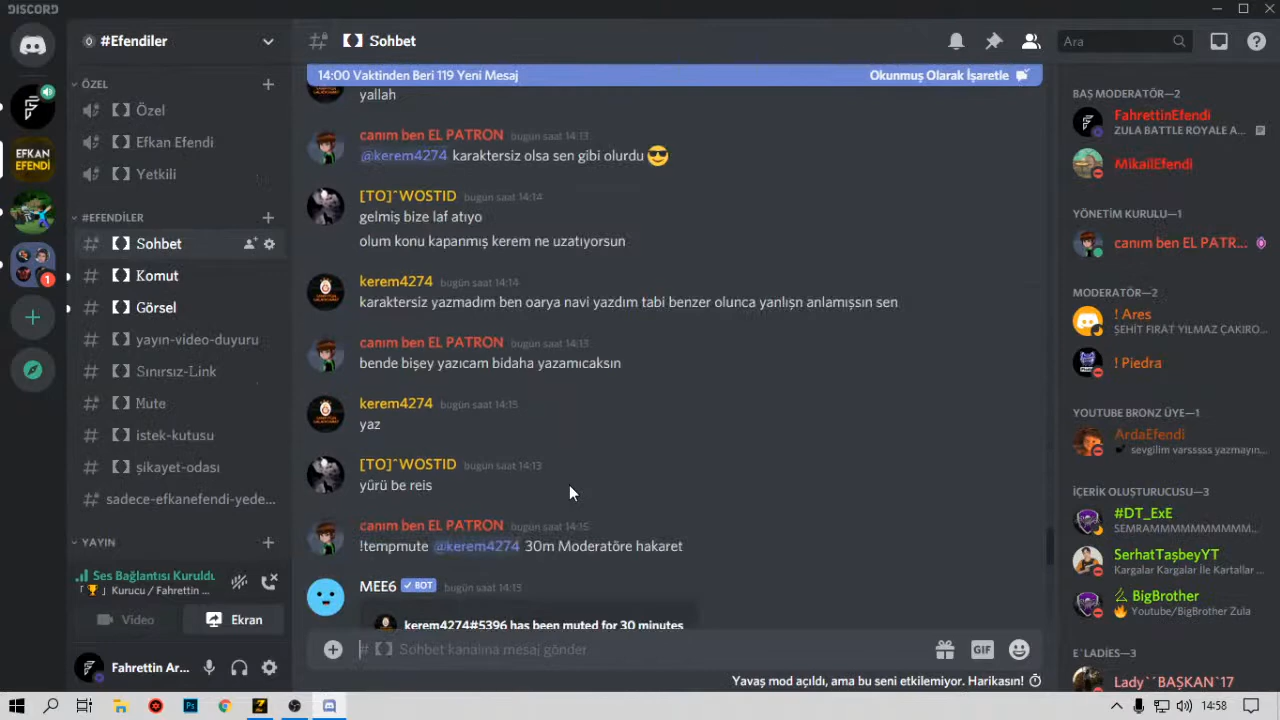 DISCORD
#Efendiler
Sohbet
Ara
14:00 Vaktinden Beri 119 Yeni Mesaj
Okunmuş Olarak İşaretle
EFKAN
EFENDİ
1
ÖZEL
Özel
Efkan Efendi
Yetkili
#EFENDİLER
Sohbet
Komut
Görsel
yayın-video-duyuru
Sınırsız-Link
Mute
istek-kutusu
şikayet-odası
sadece-efkanefendi-yede...
YAYIN
Ses Bağlantısı Kuruldu
Kurucu / Fahrettin ...
Video
Ekran
Fahrettin Ar...
yallah
canım ben EL PATRON bugün saat 14:13
@kerem4274 karaktersiz olsa sen gibi olurdu
[TO]^WOSTID bugün saat 14:14
gelmiş bize laf atıyo
olum konu kapanmış kerem ne uzatıyorsun
kerem4274 bugün saat 14:14
karaktersiz yazmadım ben oarya navi yazdım tabi benzer olunca yanlışn anlamışsın sen
canım ben EL PATRON bugün saat 14:13
bende bişey yazıcam bidaha yazamıcaksın
kerem4274 bugün saat 14:15
yaz
[TO]^WOSTID bugün saat 14:13
yürü be reis
canım ben EL PATRON bugün saat 14:15
!tempmute @kerem4274 30m Moderatöre hakaret
MEE6 BOT bugün saat 14:13
kerem4274#5396 has been muted for 30 minutes
# Sohbet kanalına mesaj gönder
GIF
Yavaş mod açıldı, ama bu seni etkilemiyor. Harikasın!
BAŞ MODERATÖR—2
FahrettinEfendi
ZULA BATTLE ROYALE A...
MikailEfendi
YÖNETİM KURULU—1
canım ben EL PATR...
MODERATÖR—2
! Ares
ŞEHİT FIRAT YILMAZ ÇAKIRO...
! Piedra
YOUTUBE BRONZ ÜYE—1
ArdaEfendi
sevgilim varsssss yazmayın...
İÇERİK OLUŞTURUCUSU—3
#DT_ExE
SEMRAMMMMMMMMM...
SerhatTaşbeyYT
Kargalar Kargalar İle Kartallar ...
BigBrother
Youtube/BigBrother Zula
E`LADIES—3
Lady``BAŞKAN`17
Ps
14:58